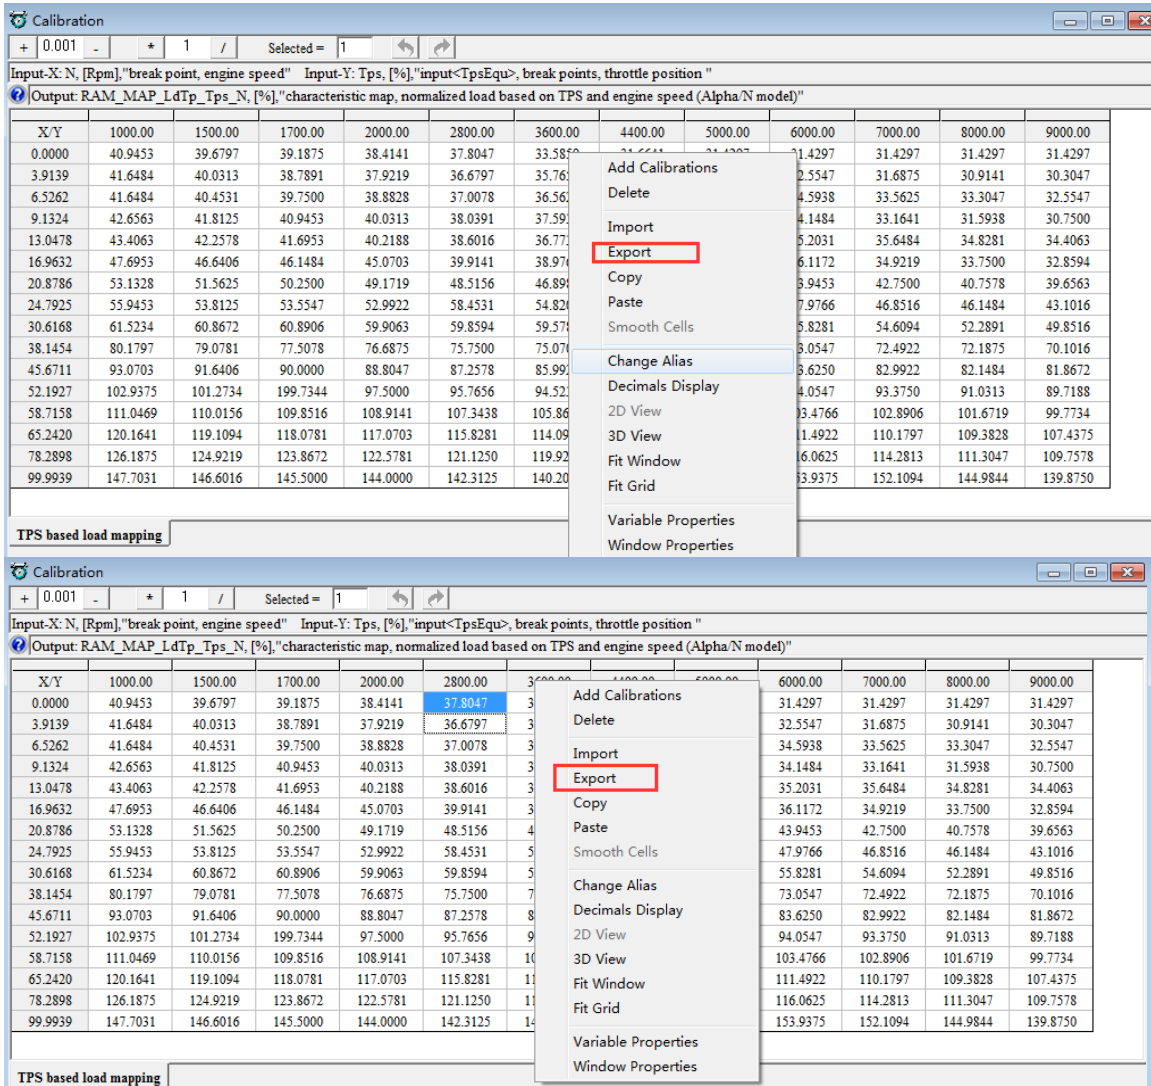 Calibration
+ 0.001 - * 1 / Selected = 1
Input-X: N, [Rpm],"break point, engine speed" Input-Y: Tps, [%],"input<TpsEqu>, break points, throttle position "
Output: RAM_MAP_LdTp_Tps_N, [%],"characteristic map, normalized load based on TPS and engine speed (Alpha/N model)"
X/Y 1000.00 1500.00 1700.00 2000.00 2800.00 3600.00 4400.00 5000.00 6000.00 7000.00 8000.00 9000.00
0.0000 40.9453 39.6797 39.1875 38.4141 37.8047 31.4297 31.4297 31.4297
3.9139 41.6484 40.0313 38.7891 37.9219 36.6797 31.6875 30.9141 30.3047
6.5262 41.6484 40.4531 39.7500 38.8828 37.0078 33.5625 33.3047 32.5547
9.1324 42.6563 41.8125 40.9453 40.0313 38.0391 33.1641 31.5938 30.7500
13.0478 43.4063 42.2578 41.6953 40.2188 38.6016 35.6484 34.8281 34.4063
16.9632 47.6953 46.6406 46.1484 45.0703 39.9141 34.9219 33.7500 32.8594
20.8786 53.1328 51.5625 50.2500 49.1719 48.5156 42.7500 40.7578 39.6563
24.7925 55.9453 53.8125 53.5547 52.9922 58.4531 46.8516 46.1484 43.1016
30.6168 61.5234 60.8672 60.8906 59.9063 59.8594 54.6094 52.2891 49.8516
38.1454 80.1797 79.0781 77.5078 76.6875 75.7500 72.4922 72.1875 70.1016
45.6711 93.0703 91.6406 90.0000 88.8047 87.2578 82.9922 82.1484 81.8672
52.1927 102.9375 101.2734 199.7344 97.5000 95.7656 93.3750 91.0313 89.7188
58.7158 111.0469 110.0156 109.8516 108.9141 107.3438 102.8906 101.6719 99.7734
65.2420 120.1641 119.1094 118.0781 117.0703 115.8281 110.1797 109.3828 107.4375
78.2898 126.1875 124.9219 123.8672 122.5781 121.1250 114.2813 111.3047 109.7578
99.9939 147.7031 146.6016 145.5000 144.0000 142.3125 152.1094 144.9844 139.8750
Add Calibrations
Delete
Import
Export
Copy
Paste
Smooth Cells
Change Alias
Decimals Display
2D View
3D View
Fit Window
Fit Grid
Variable Properties
Window Properties
TPS based load mapping
Calibration
+ 0.001 - * 1 / Selected = 1
Input-X: N, [Rpm],"break point, engine speed" Input-Y: Tps, [%],"input<TpsEqu>, break points, throttle position "
Output: RAM_MAP_LdTp_Tps_N, [%],"characteristic map, normalized load based on TPS and engine speed (Alpha/N model)"
X/Y 1000.00 1500.00 1700.00 2000.00 2800.00 6000.00 7000.00 8000.00 9000.00
0.0000 40.9453 39.6797 39.1875 38.4141 37.8047 31.4297 31.4297 31.4297 31.4297
3.9139 41.6484 40.0313 38.7891 37.9219 36.6797 32.5547 31.6875 30.9141 30.3047
6.5262 41.6484 40.4531 39.7500 38.8828 37.0078 34.5938 33.5625 33.3047 32.5547
9.1324 42.6563 41.8125 40.9453 40.0313 38.0391 34.1484 33.1641 31.5938 30.7500
13.0478 43.4063 42.2578 41.6953 40.2188 38.6016 35.2031 35.6484 34.8281 34.4063
16.9632 47.6953 46.6406 46.1484 45.0703 39.9141 36.1172 34.9219 33.7500 32.8594
20.8786 53.1328 51.5625 50.2500 49.1719 48.5156 43.9453 42.7500 40.7578 39.6563
24.7925 55.9453 53.8125 53.5547 52.9922 58.4531 47.9766 46.8516 46.1484 43.1016
30.6168 61.5234 60.8672 60.8906 59.9063 59.8594 55.8281 54.6094 52.2891 49.8516
38.1454 80.1797 79.0781 77.5078 76.6875 75.7500 73.0547 72.4922 72.1875 70.1016
45.6711 93.0703 91.6406 90.0000 88.8047 87.2578 83.6250 82.9922 82.1484 81.8672
52.1927 102.9375 101.2734 199.7344 97.5000 95.7656 94.0547 93.3750 91.0313 89.7188
58.7158 111.0469 110.0156 109.8516 108.9141 107.3438 103.4766 102.8906 101.6719 99.7734
65.2420 120.1641 119.1094 118.0781 117.0703 115.8281 111.4922 110.1797 109.3828 107.4375
78.2898 126.1875 124.9219 123.8672 122.5781 121.1250 116.0625 114.2813 111.3047 109.7578
99.9939 147.7031 146.6016 145.5000 144.0000 142.3125 153.9375 152.1094 144.9844 139.8750
Add Calibrations
Delete
Import
Export
Copy
Paste
Smooth Cells
Change Alias
Decimals Display
2D View
3D View
Fit Window
Fit Grid
Variable Properties
Window Properties
TPS based load mapping